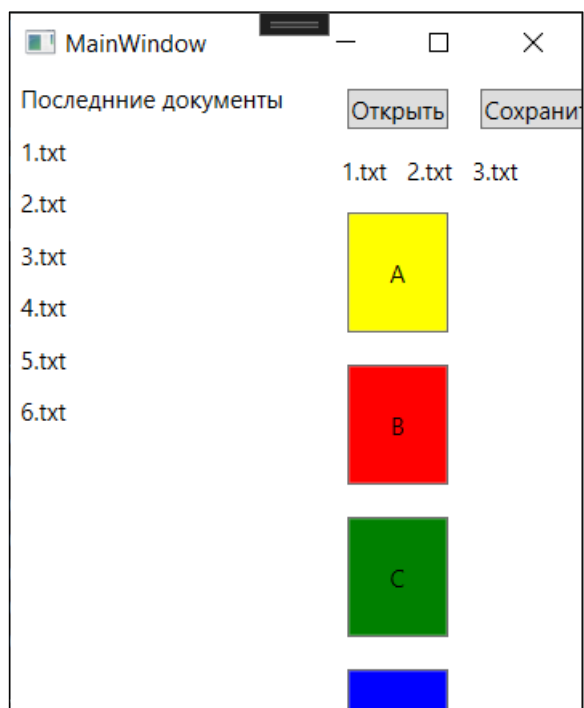 MainWindow
Последнние документы
1.txt
2.txt
3.txt
4.txt
5.txt
6.txt
Открыть Сохранит
1.txt 2.txt 3.txt
A
B
C